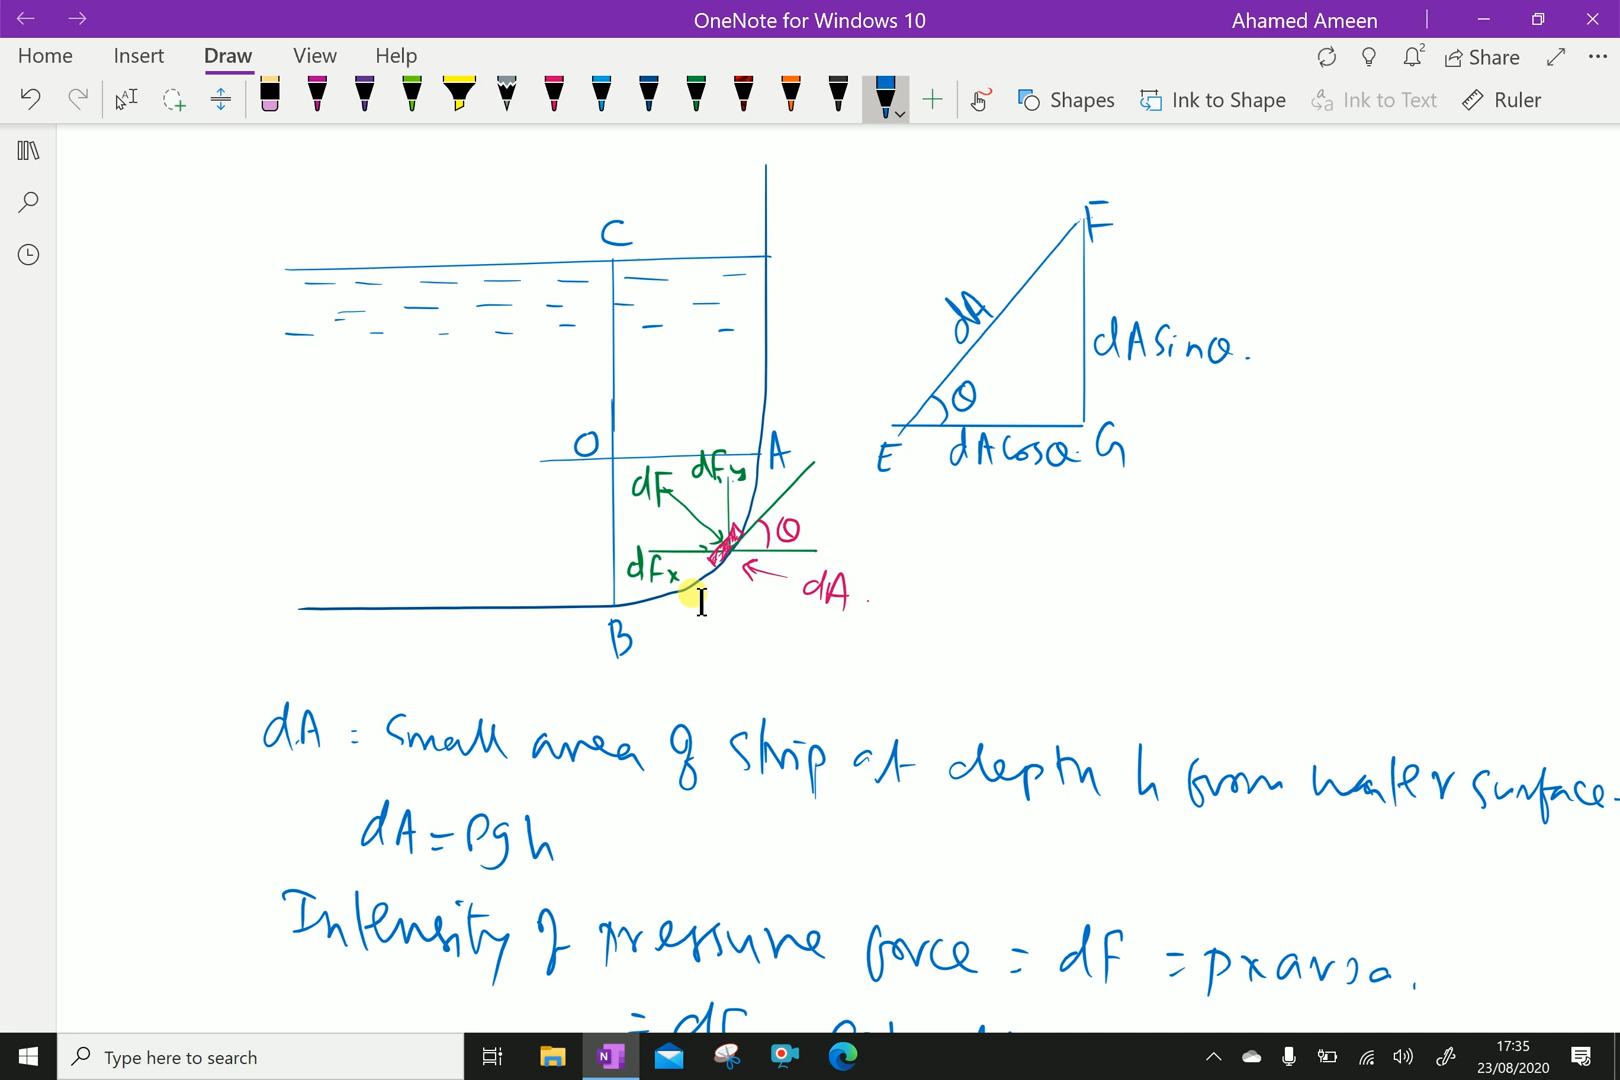 OneNote for Windows 10
Ahamed Ameen
Home Insert Draw View Help
2 Share
Shapes Ink to Shape Ink to Text Ruler
C
F
dA
dA sinθ.
θ
E dA cosθ. G
O A
dF dFy
θ
dFx
dA.
B
dA = Small area of strip at depth h from water surface.
dA = ρgh
Intensity of pressure force = dF = p x area.
= dF
Type here to search
17:35
23/08/2020